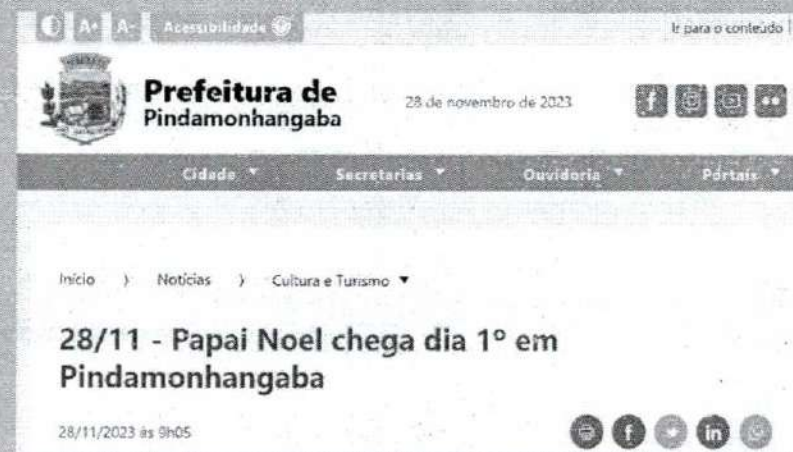 A+ A- Acessibilidade
Ir para o conteúdo
Prefeitura de
Pindamonhangaba
28 de novembro de 2023
Cidade Secretarias Ouvidoria Portais
Início > Notícias > Cultura e Turismo
28/11 - Papai Noel chega dia 1º em
Pindamonhangaba
28/11/2023 às 9h05